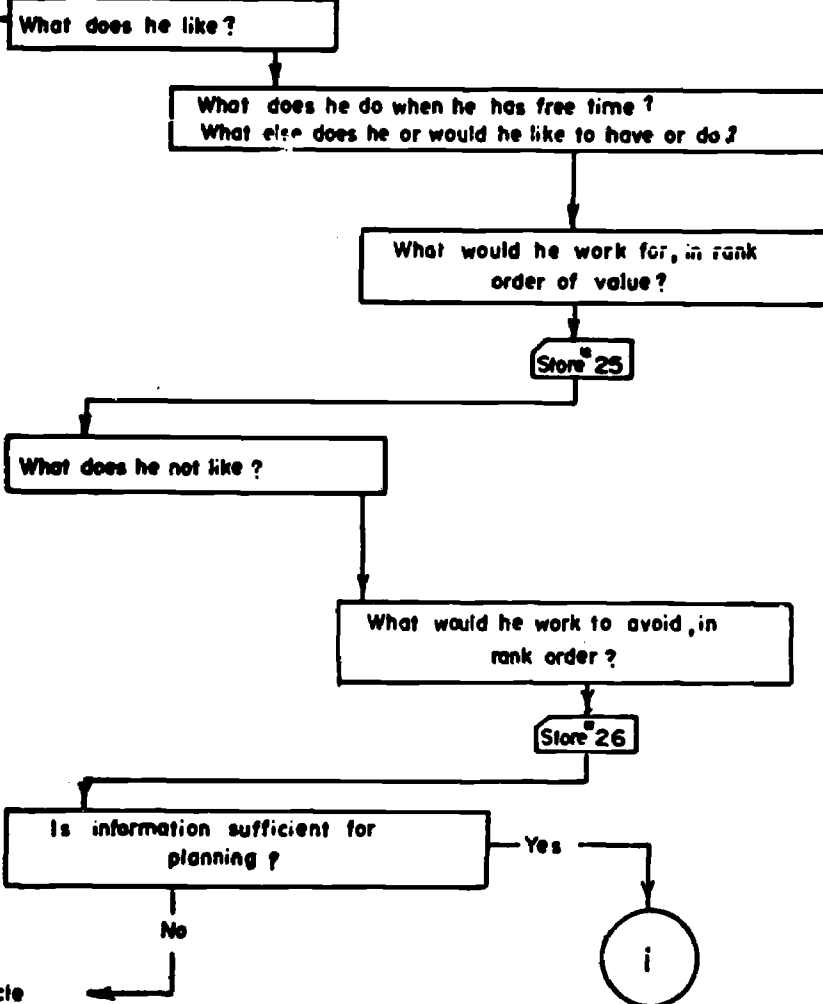 What does he like?
What does he do when he has free time?
What else does he or would he like to have or do?
What would he work for, in rank
order of value?
Store # 25
What does he not like?
What would he work to avoid, in
rank order?
Store # 26
Is information sufficient for
planning?
Yes
No
i